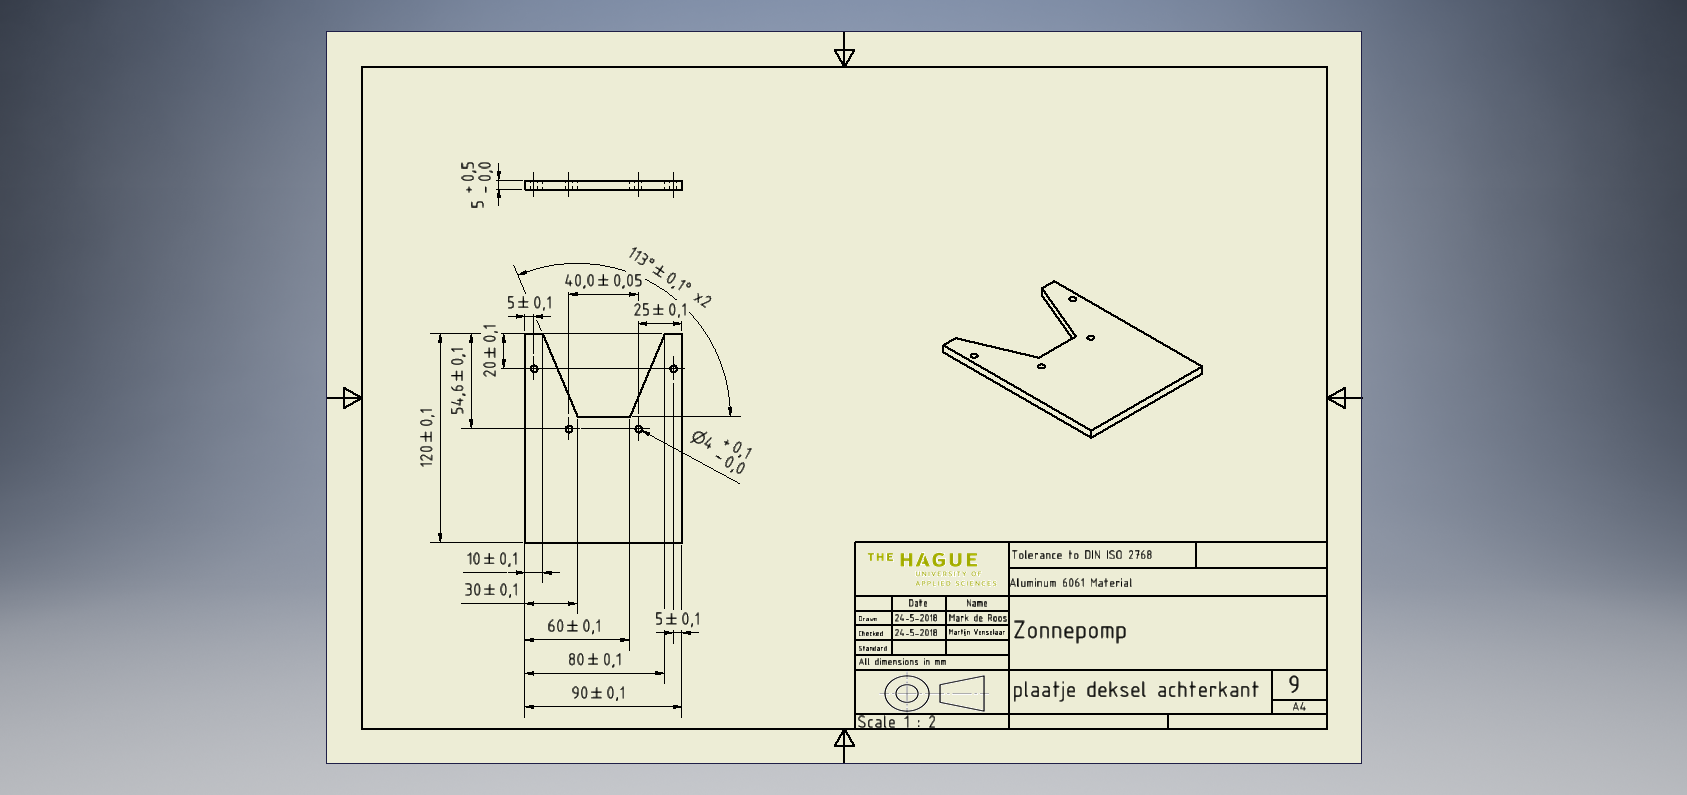 5 +0,5
-0,0
113°±0,1° x2
40,0±0,05
5±0,1
25±0,1
20±0,1
54,6±0,1
120±0,1
Ø4 +0,1
-0,0
10±0,1
30±0,1
60±0,1
5±0,1
80±0,1
90±0,1
THE HAGUE
UNIVERSITY OF
APPLIED SCIENCES
Tolerance to DIN ISO 2768
Aluminum 6061 Material
Date Name
Drawn 24-5-2018 Mark de Roos
Checked 24-5-2018 Martijn Venselaar
Standard
All dimensions in mm
Zonnepomp
plaatje deksel achterkant
9
A4
Scale 1 : 2